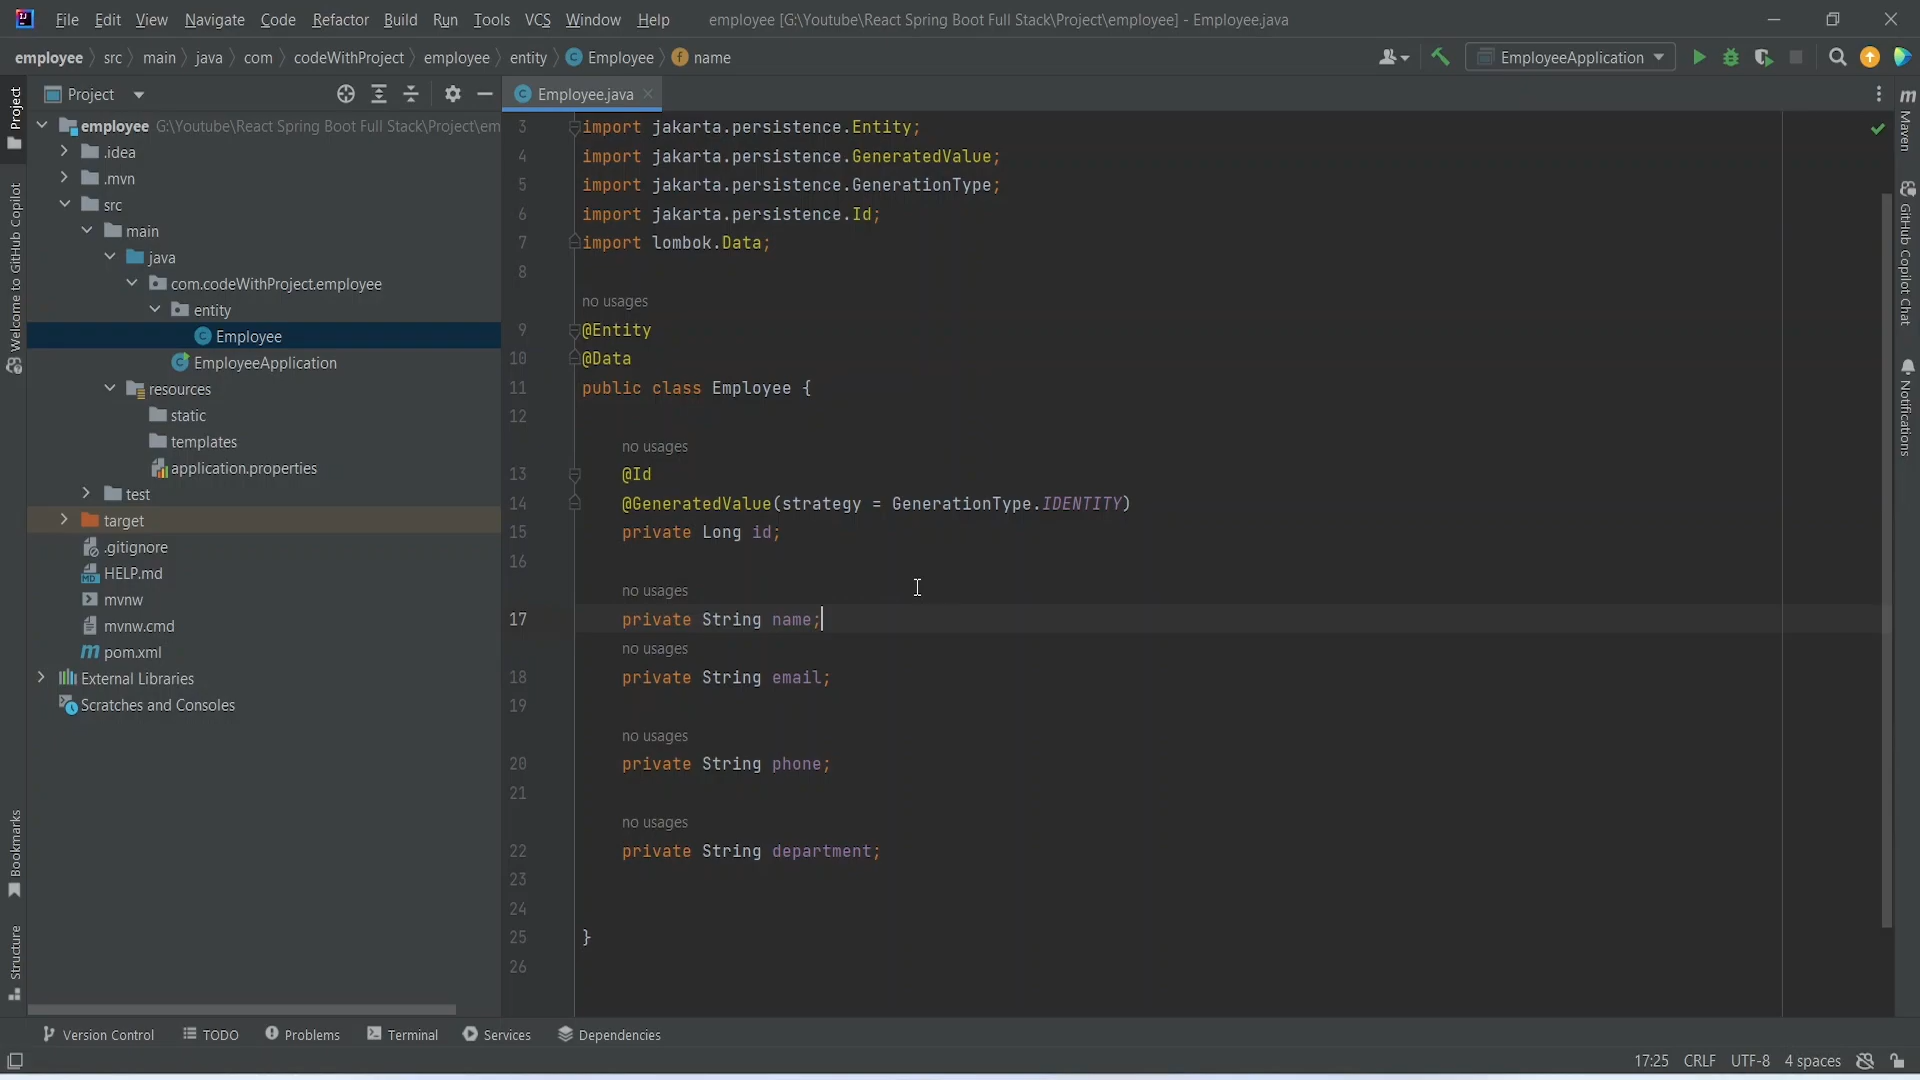 File Edit View Navigate Code Refactor Build Run Tools VCS Window Help employee [G:\Youtube\React Spring Boot Full Stack\Project\employee] - Employee.java
employee src main java com codeWithProject employee entity Employee name EmployeeApplication
Project
Project
Employee.java
employee G:\Youtube\React Spring Boot Full Stack\Project\em
.idea
.mvn
src
main
java
com.codeWithProject.employee
entity
Employee
EmployeeApplication
resources
static
templates
application.properties
test
target
.gitignore
HELP.md
mvnw
mvnw.cmd
pom.xml
External Libraries
Scratches and Consoles
Welcome to GitHub Copilot
Bookmarks
Structure
3 import jakarta.persistence.Entity;
4 import jakarta.persistence.GeneratedValue;
5 import jakarta.persistence.GenerationType;
6 import jakarta.persistence.Id;
7 import lombok.Data;
8
no usages
9 @Entity
10 @Data
11 public class Employee {
12
no usages
13 @Id
14 @GeneratedValue(strategy = GenerationType.IDENTITY)
15 private Long id;
16
no usages
17 private String name;
no usages
18 private String email;
19
no usages
20 private String phone;
21
no usages
22 private String department;
23
24
25 }
26
Maven
GitHub Copilot Chat
Notifications
Version Control TODO Problems Terminal Services Dependencies
17:25 CRLF UTF-8 4 spaces